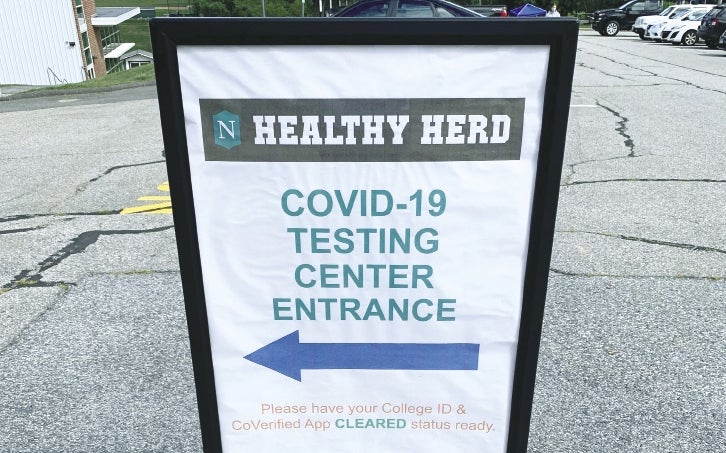 N HEALTHY HERD
COVID-19
TESTING
CENTER
ENTRANCE
Please have your College ID &
CoVerified App CLEARED status ready.